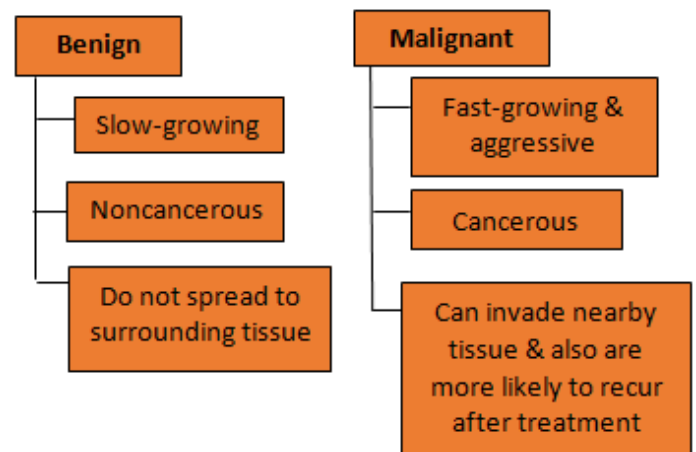 Benign
Slow-growing
Noncancerous
Do not spread to
surrounding tissue
Malignant
Fast-growing &
aggressive
Cancerous
Can invade nearby
tissue & also are
more likely to recur
after treatment